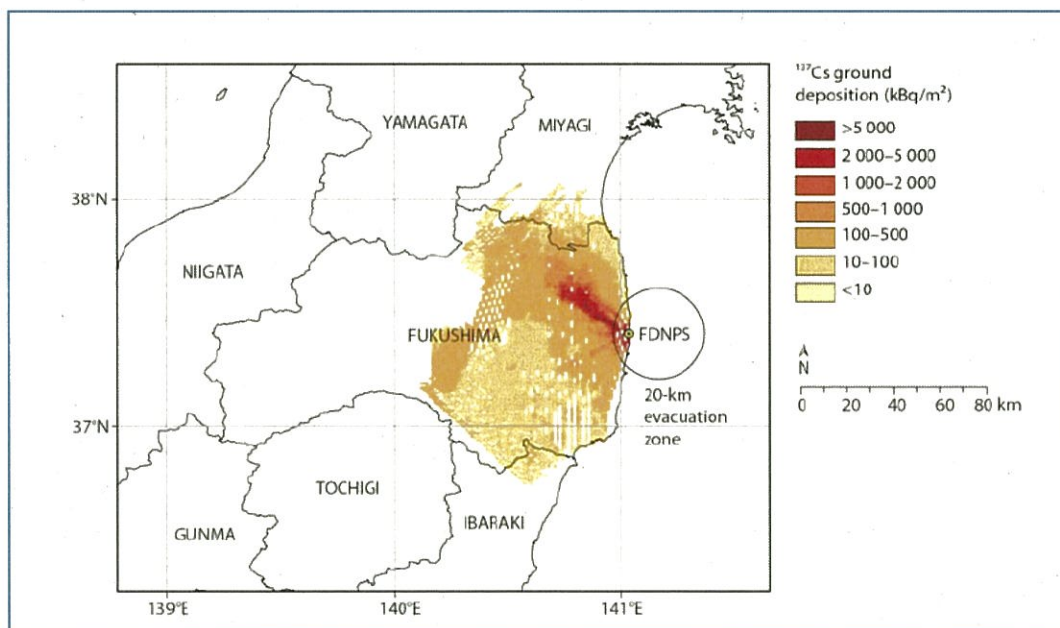 ¹³⁷Cs ground
deposition (kBq/m²)
>5 000
2 000–5 000
1 000–2 000
500–1 000
100–500
10–100
<10
YAMAGATA
MIYAGI
38°N
NIIGATA
FUKUSHIMA
FDNPS
20-km
evacuation
zone
37°N
TOCHIGI
GUNMA
IBARAKI
139°E
140°E
141°E
N
0 20 40 60 80 km